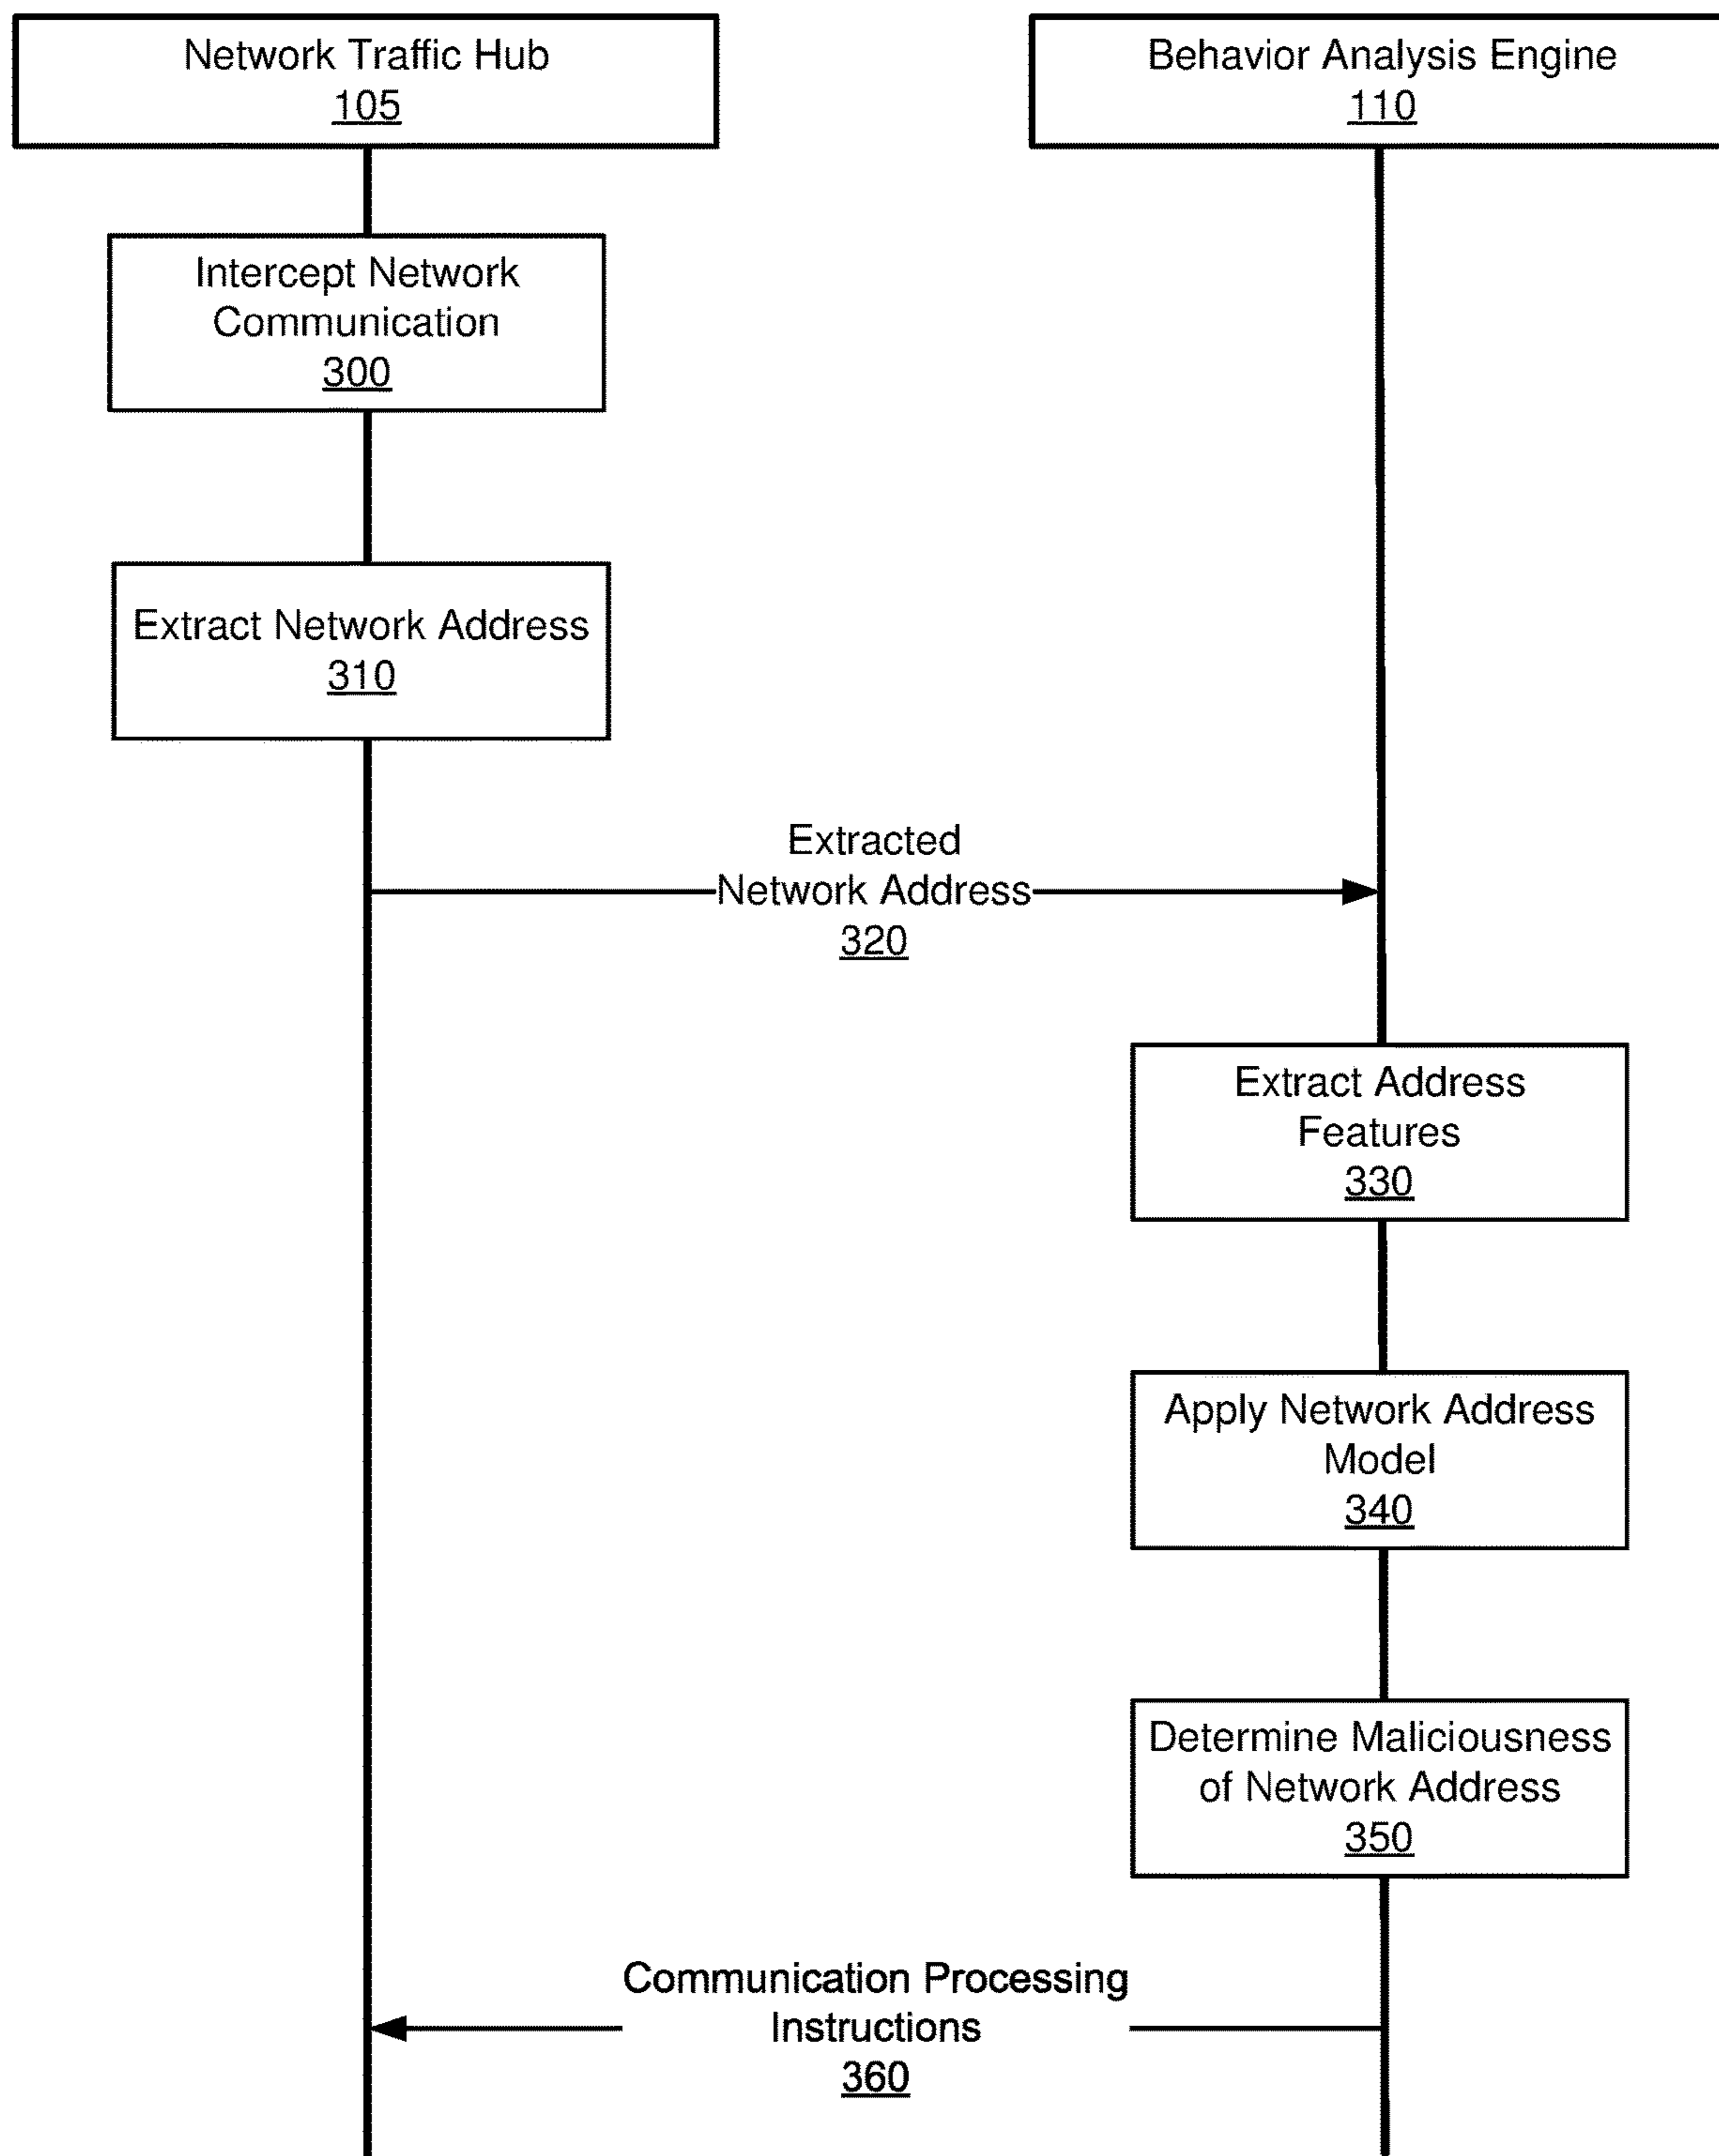 Network Traffic Hub
105
Behavior Analysis Engine
110
Intercept Network
Communication
300
Extract Network Address
310
Extracted
Network Address
320
Extract Address
Features
330
Apply Network Address
Model
340
Determine Maliciousness
of Network Address
350
Communication Processing
Instructions
360